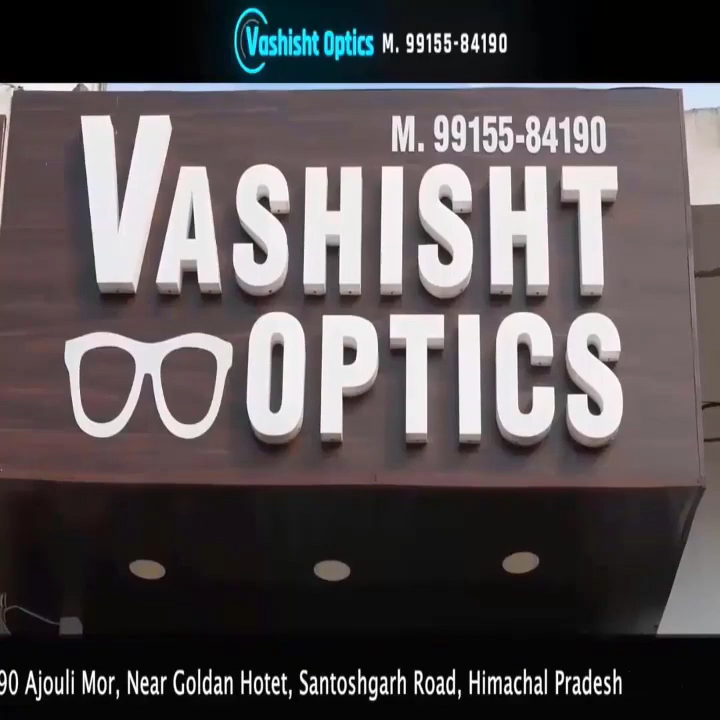 Vashisht Optics M. 99155-84190
M. 99155-84190
VASHISHT
OPTICS
90 Ajouli Mor, Near Goldan Hotet, Santoshgarh Road, Himachal Pradesh